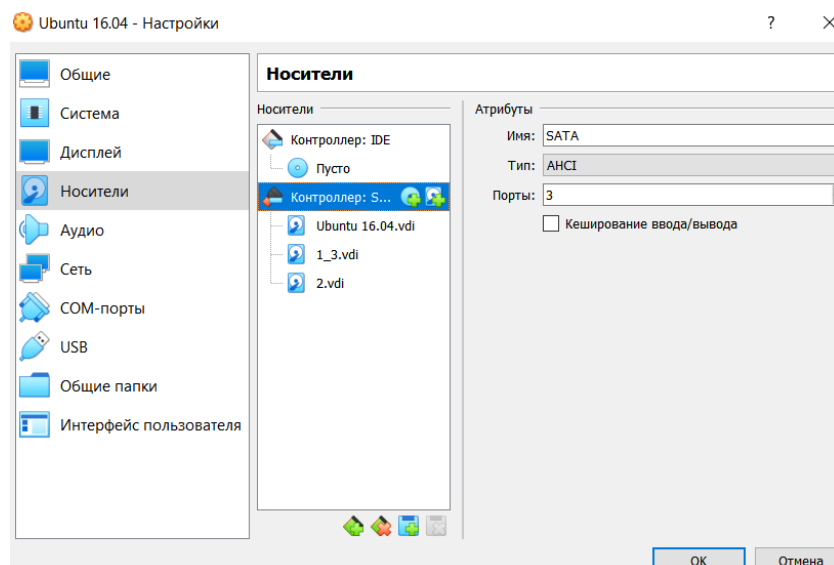 Ubuntu 16.04 - Настройки
?
Общие
Система
Дисплей
Носители
Аудио
Сеть
COM-порты
USB
Общие папки
Интерфейс пользователя
Носители
Носители
Контроллер: IDE
Пусто
Контроллер: S...
Ubuntu 16.04.vdi
1_3.vdi
2.vdi
Атрибуты
Имя: SATA
Тип: AHCI
Порты: 3
Кеширование ввода/вывода
OK
Отмена